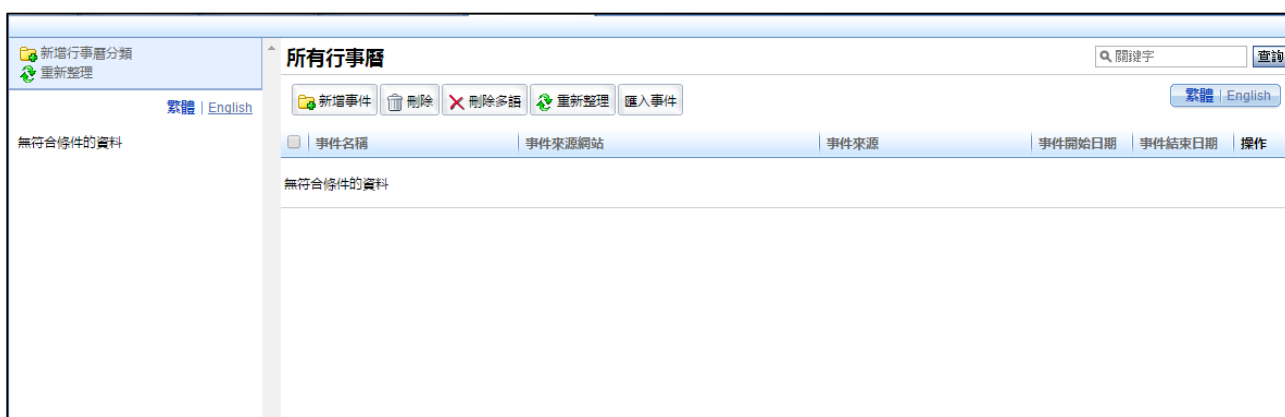 新增行事曆分類
重新整理
繁體 | English
無符合條件的資料
所有行事曆
關鍵字
查詢
新增事件 刪除 刪除多語 重新整理 匯入事件
繁體 | English
事件名稱 事件來源網站 事件來源 事件開始日期 事件結束日期 操作
無符合條件的資料